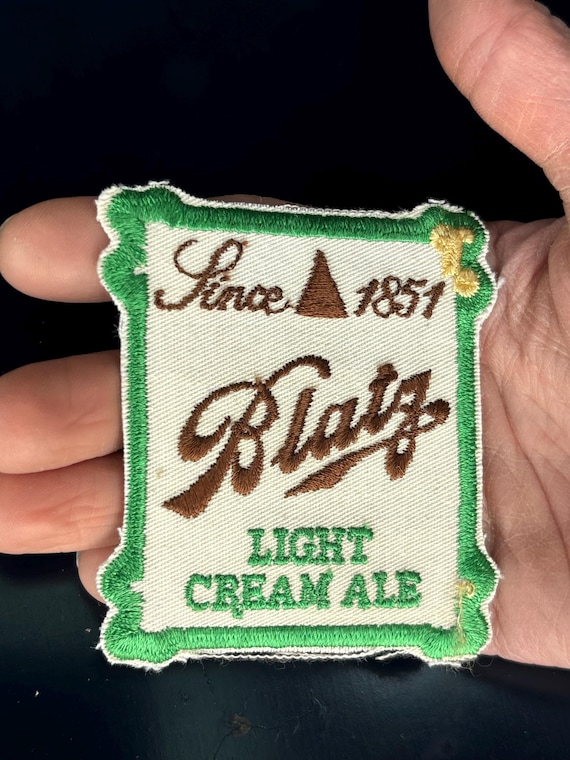 Since 1851
Blatz
LIGHT
CREAM ALE